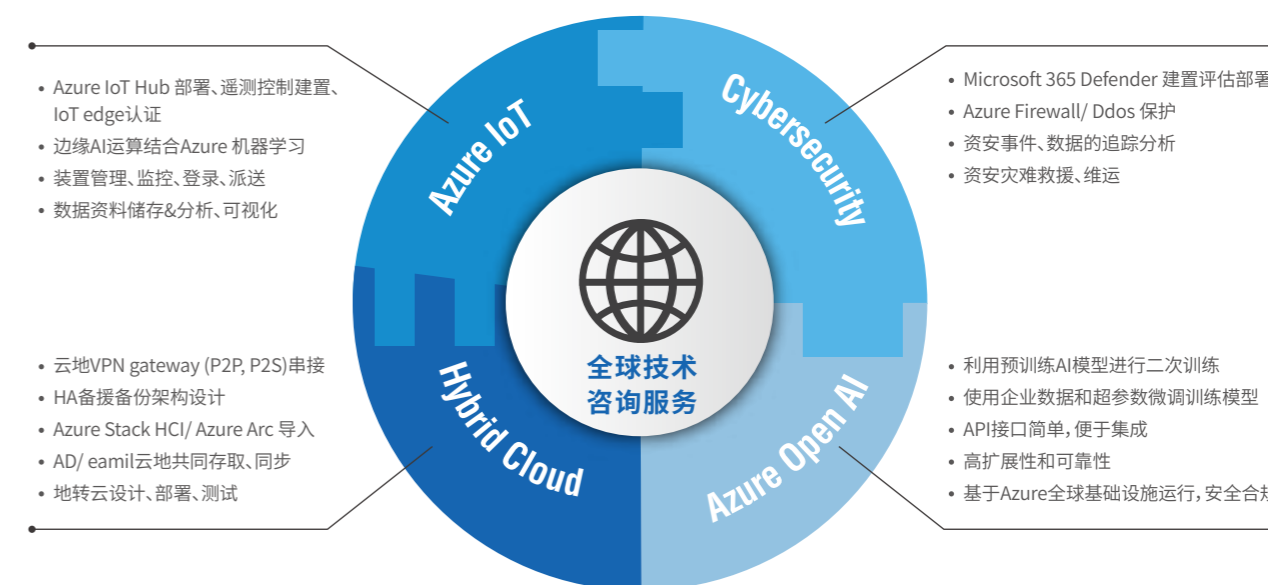 • Azure IoT Hub 部署、遥测控制建置、
IoT edge认证
• 边缘AI运算结合Azure 机器学习
• 装置管理、监控、登录、派送
• 数据资料储存&分析、可视化
Azure IoT
Cybersecurity
• Microsoft 365 Defender 建置评估部署
• Azure Firewall/ Ddos 保护
• 资安事件、数据的追踪分析
• 资安灾难救援、维运
全球技术
咨询服务
• 云地VPN gateway (P2P, P2S)串接
• HA备援备份架构设计
• Azure Stack HCI/ Azure Arc 导入
• AD/ eamil云地共同存取、同步
• 地转云设计、部署、测试
Hybrid Cloud
Azure Open AI
• 利用预训练AI模型进行二次训练
• 使用企业数据和超参数微调训练模型
• API接口简单，便于集成
• 高扩展性和可靠性
• 基于Azure全球基础设施运行，安全合规